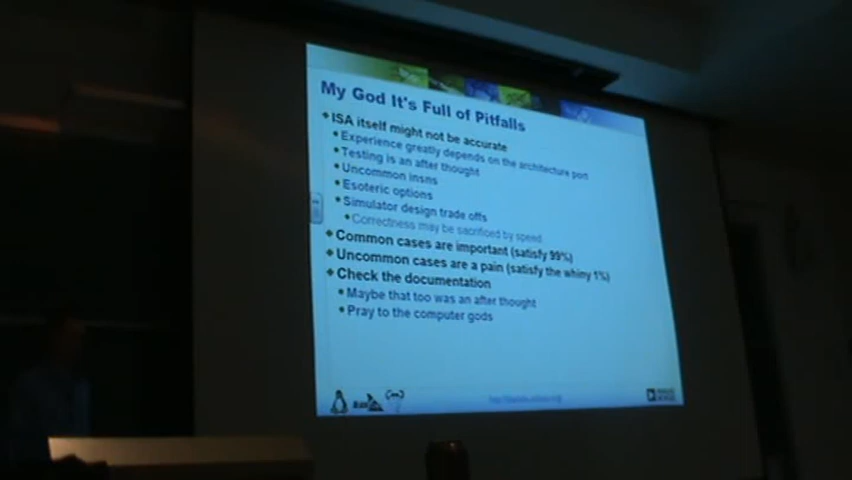 My God It's Full of Pitfalls
ISA itself might not be accurate
Experience greatly depends on the architecture port
Testing is an after thought
Uncommon insns
Esoteric options
Simulator design trade offs
Correctness may be sacrificed by speed
Common cases are important (satisfy 99%)
Uncommon cases are a pain (satisfy the whiny 1%)
Check the documentation
Maybe that too was an after thought
Pray to the computer gods